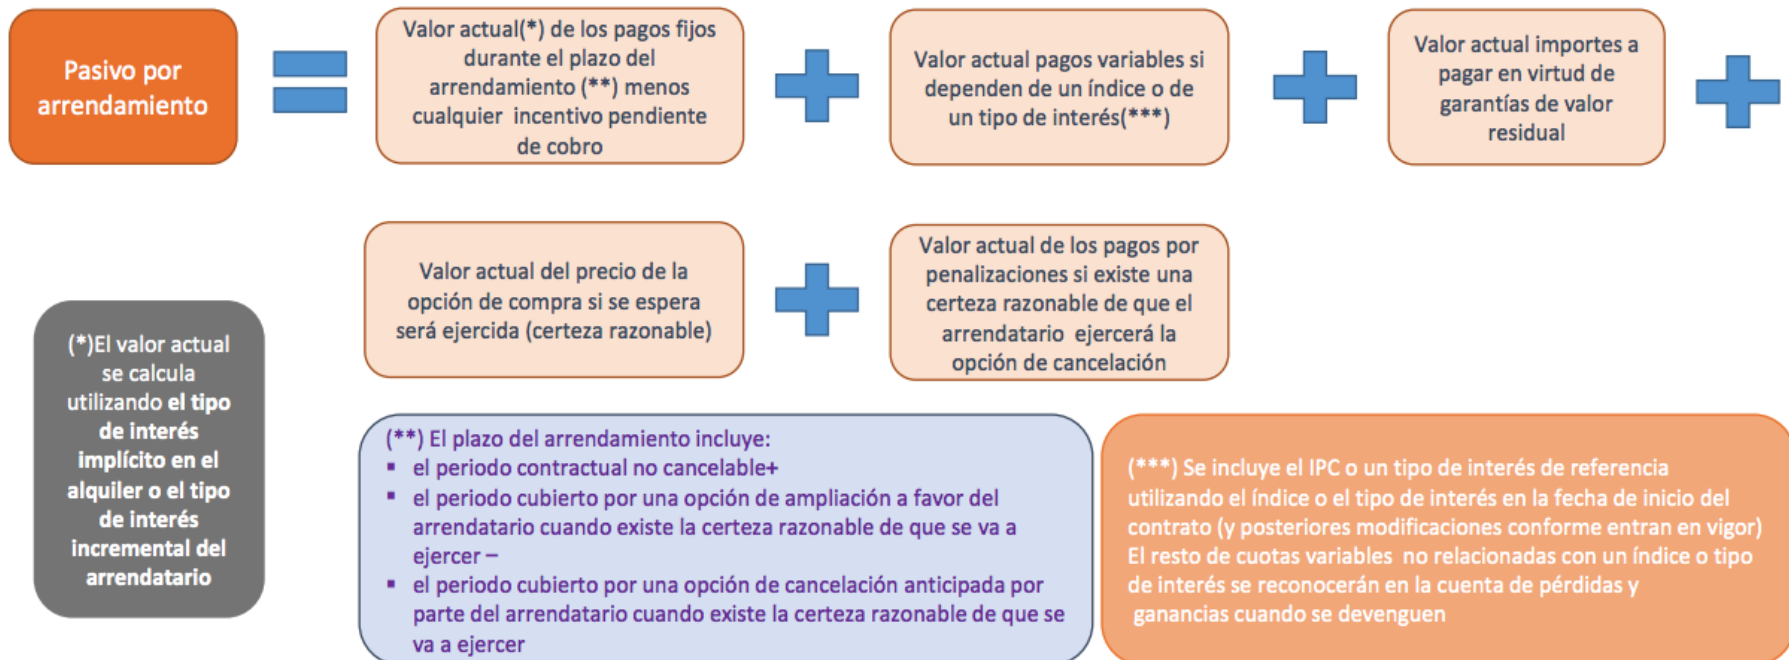 Pasivo por
arrendamiento
Valor actual(*) de los pagos fijos
durante el plazo del
arrendamiento (**) menos
cualquier incentivo pendiente
de cobro
Valor actual pagos variables si
dependen de un índice o de
un tipo de interés(***)
Valor actual importes a
pagar en virtud de
garantías de valor
residual
Valor actual del precio de la
opción de compra si se espera
será ejercida (certeza razonable)
Valor actual de los pagos por
penalizaciones si existe una
certeza razonable de que el
arrendatario ejercerá la
opción de cancelación
(*)El valor actual
se calcula
utilizando el tipo
de interés
implícito en el
alquiler o el tipo
de interés
incremental del
arrendatario
(**) El plazo del arrendamiento incluye:
▪ el periodo contractual no cancelable+
▪ el periodo cubierto por una opción de ampliación a favor del
arrendatario cuando existe la certeza razonable de que se va a
ejercer –
▪ el periodo cubierto por una opción de cancelación anticipada por
parte del arrendatario cuando existe la certeza razonable de que se
va a ejercer
(***) Se incluye el IPC o un tipo de interés de referencia
utilizando el índice o el tipo de interés en la fecha de inicio del
contrato (y posteriores modificaciones conforme entran en vigor)
El resto de cuotas variables no relacionadas con un índice o tipo
de interés se reconocerán en la cuenta de pérdidas y
ganancias cuando se devenguen